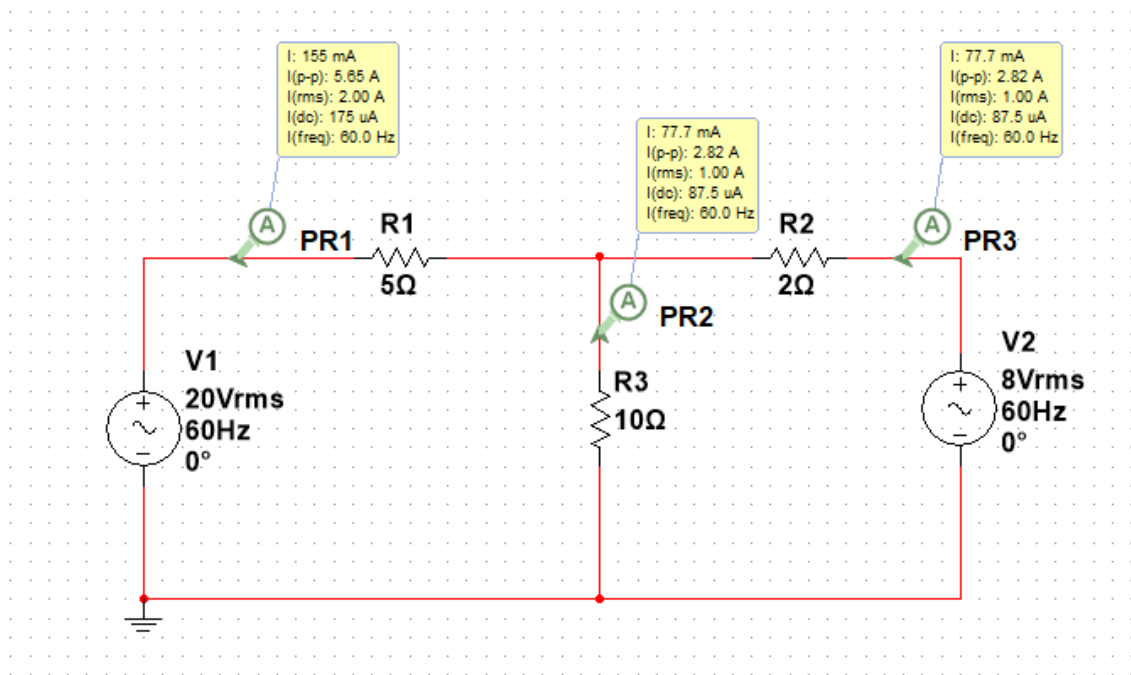 I: 155 mA
I(p-p): 5.65 A
I(rms): 2.00 A
I(dc): 175 uA
I(freq): 60.0 Hz
I: 77.7 mA
I(p-p): 2.82 A
I(rms): 1.00 A
I(dc): 87.5 uA
I(freq): 60.0 Hz
I: 77.7 mA
I(p-p): 2.82 A
I(rms): 1.00 A
I(dc): 87.5 uA
I(freq): 60.0 Hz
A
PR1
R1
5Ω
A
PR2
R2
2Ω
A
PR3
V1
+
20Vrms
60Hz
−
0°
R3
10Ω
V2
+
8Vrms
60Hz
−
0°